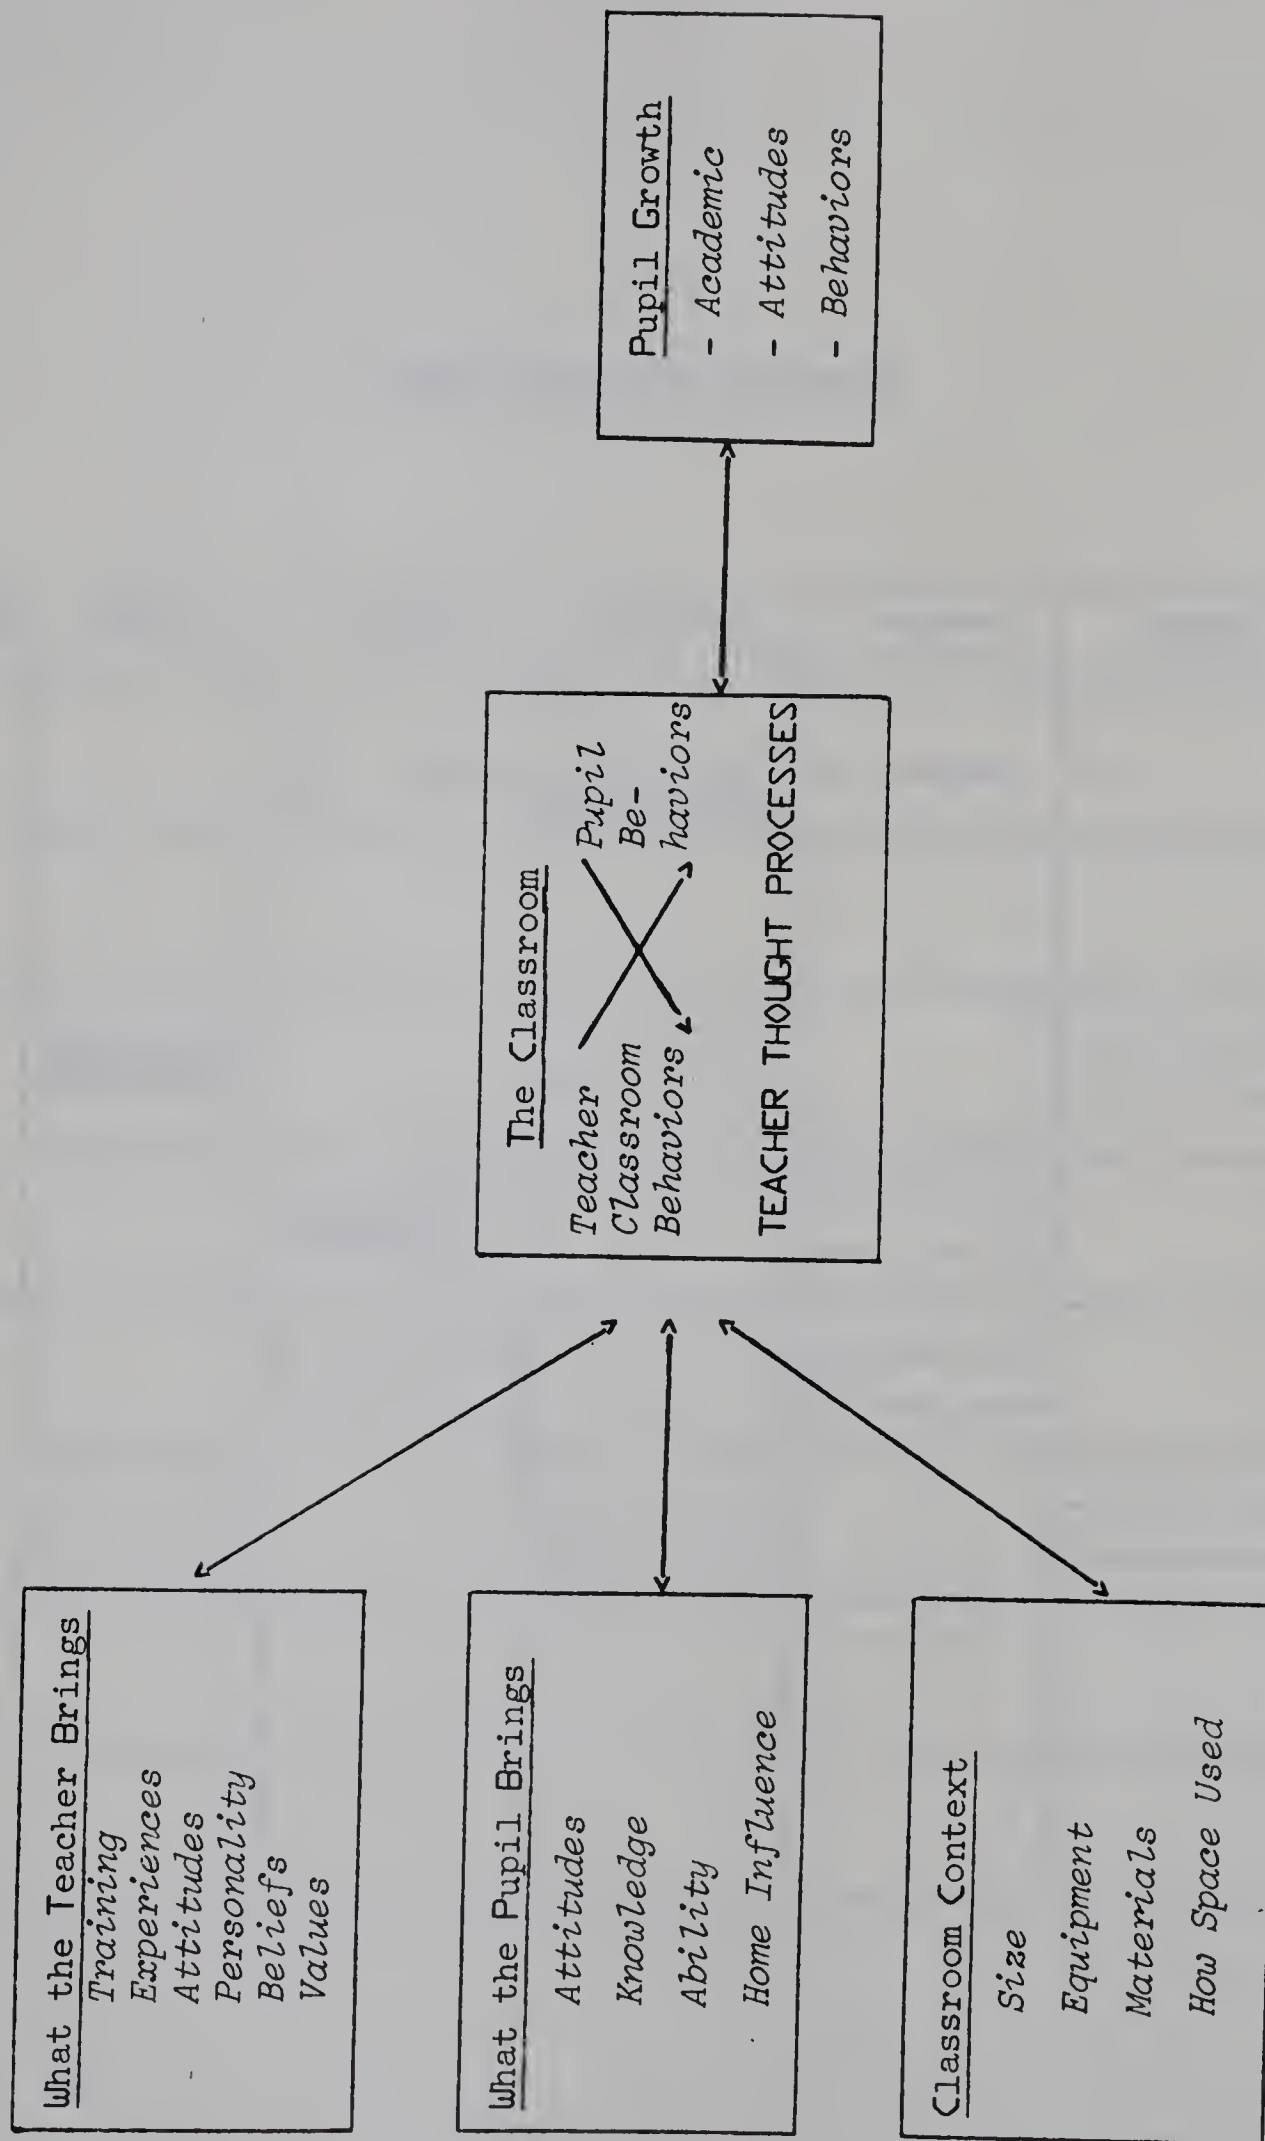 What the Teacher Brings
Training
Experiences
Attitudes
Personality
Beliefs
Values
What the Pupil Brings
Attitudes
Knowledge
Ability
Home Influence
Classroom Context
Size
Equipment
Materials
How Space Used
The Classroom
Teacher
Classroom
Behaviors
Pupil
Be-
haviors
TEACHER THOUGHT PROCESSES
Pupil Growth
- Academic
- Attitudes
- Behaviors